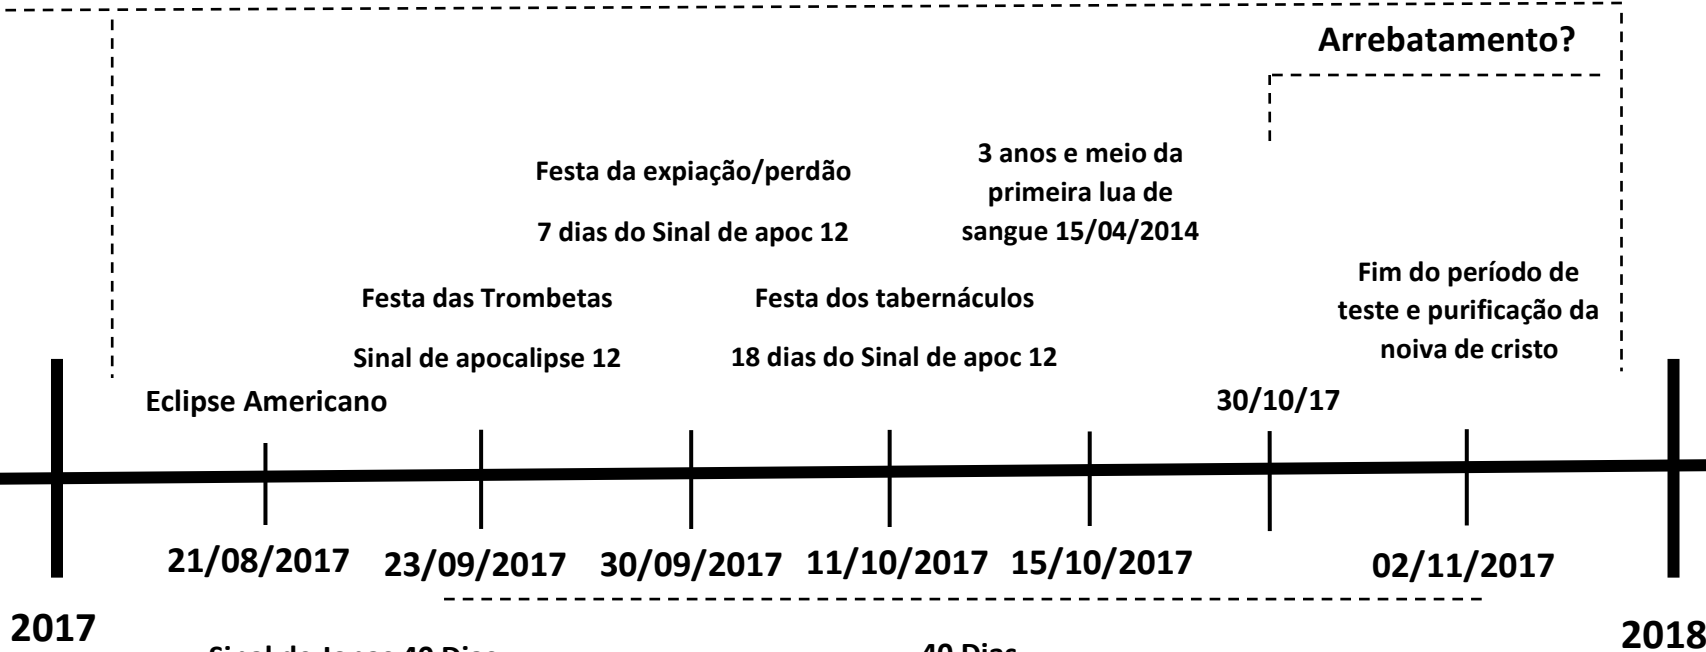 Arrebatamento?
3 anos e meio da
primeira lua de
sangue 15/04/2014
Festa da expiação/perdão
7 dias do Sinal de apoc 12
Fim do período de
teste e purificação da
noiva de cristo
Festa das Trombetas
Sinal de apocalipse 12
Festa dos tabernáculos
18 dias do Sinal de apoc 12
Eclipse Americano
30/10/17
21/08/2017
23/09/2017
30/09/2017
11/10/2017
15/10/2017
02/11/2017
2017
2018
40 Dias